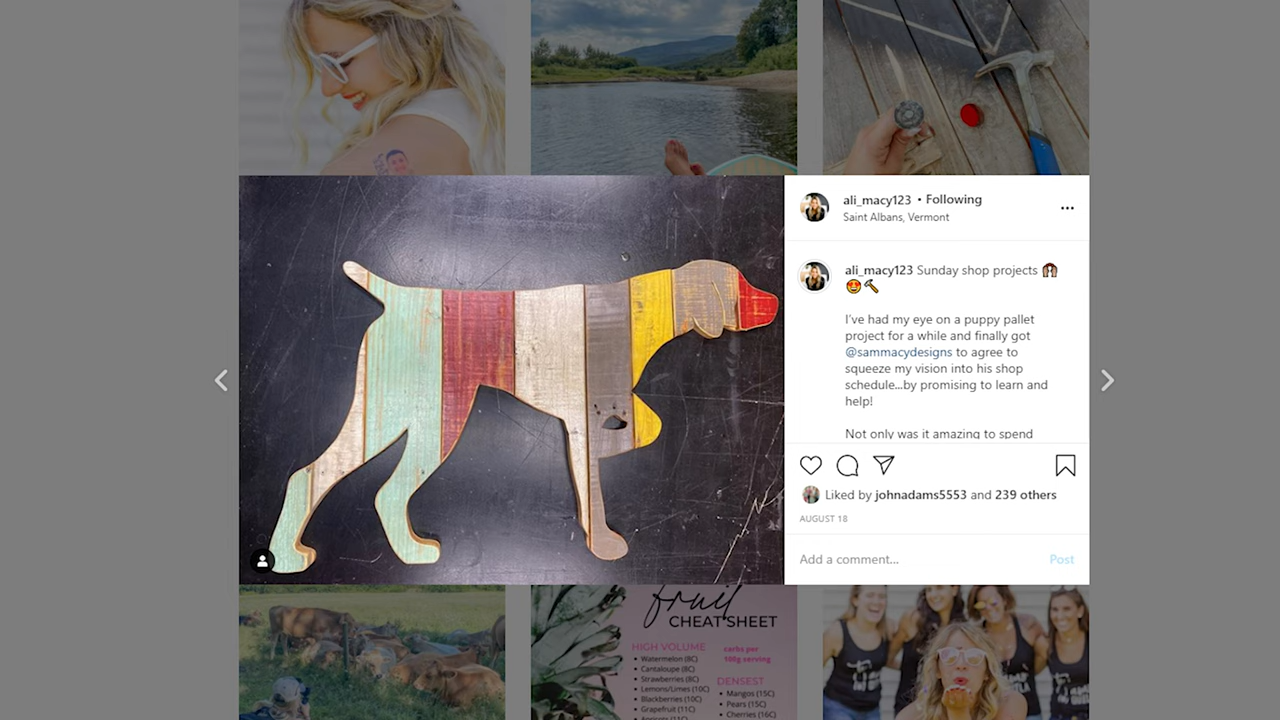 ali_macy123 • Following
Saint Albans, Vermont
ali_macy123 Sunday shop projects
I've had my eye on a puppy pallet
project for a while and finally got
@sammacydesigns to agree to
squeeze my vision into his shop
schedule...by promising to learn and
help!
Not only was it amazing to spend
Liked by johnadams5553 and 239 others
AUGUST 18
Add a comment... Post
fruit
CHEAT SHEET
HIGH VOLUME
• Watermelon (8C)
• Cantaloupe (8C)
• Strawberries (8C)
• Lemons/Limes (10C)
• Blackberries (10C)
• Grapefruit (11C)
carbs per
100g serving
DENSEST
• Mangos (15C)
• Pears (15C)
• Cherries (16C)